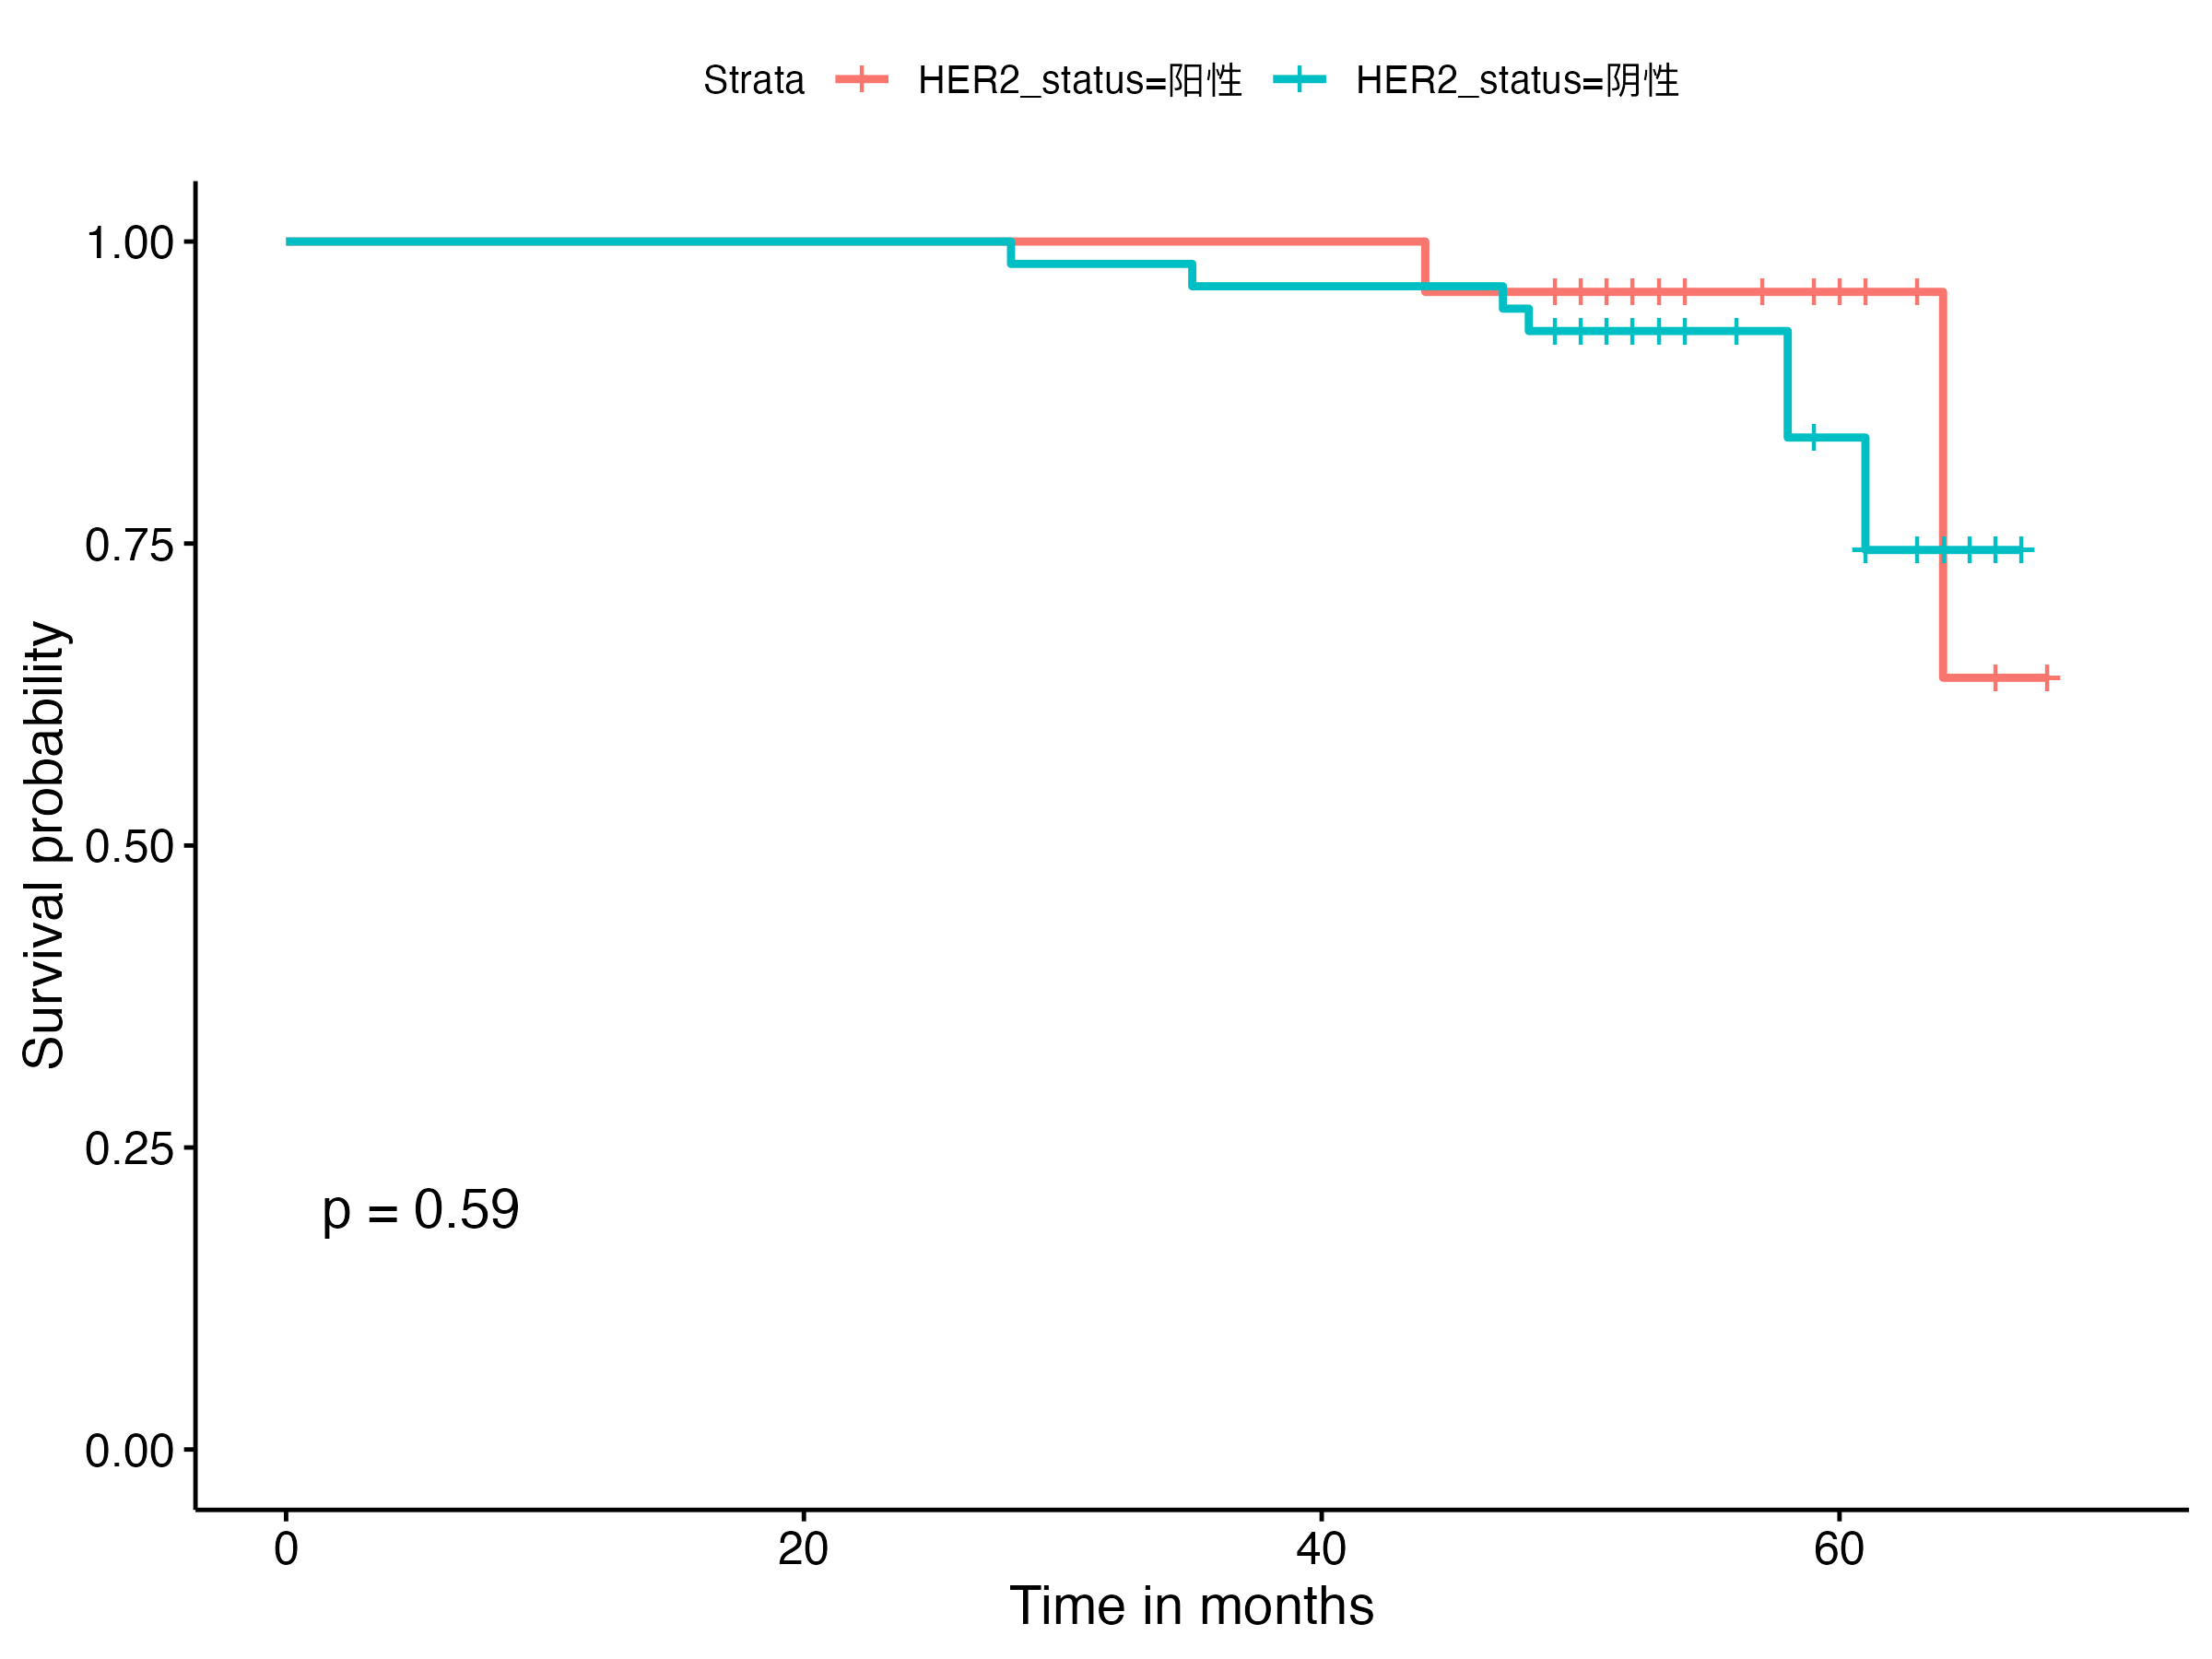 Strata HER2_status=阳性 HER2_status=阴性
1.00
0.75
0.50
0.25
0.00
Survival probability
p = 0.59
0 20 40 60
Time in months